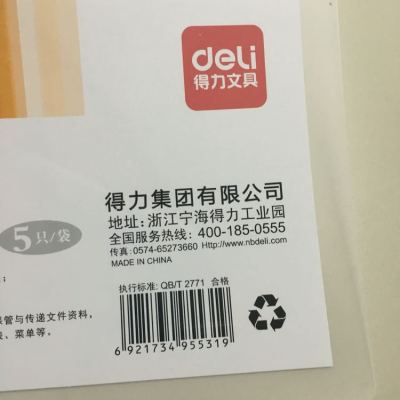 deli
得力文具
5只/袋
得力集团有限公司
地址: 浙江宁海得力工业园
全国服务热线: 400-185-0555
传真: 0574-65273660 Http://www.nbdeli.com
MADE IN CHINA
执行标准: QB/T 2771 合格
管与传递文件资料,
、菜单等。
6 921734 955319